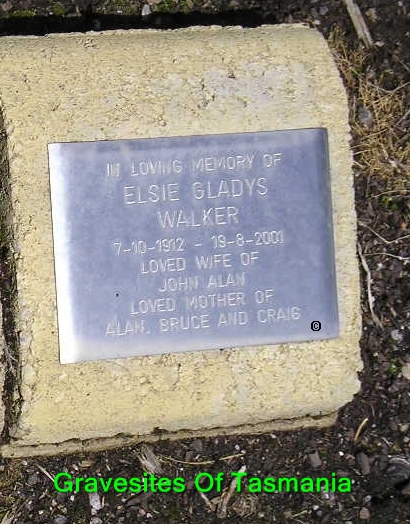 IN LOVING MEMORY OF
ELSIE GLADYS
WALKER
7-10-1912 - 19-8-2001
LOVED WIFE OF
JOHN ALAN
LOVED MOTHER OF
ALAN, BRUCE AND CRAIG
©
Gravesites Of Tasmania